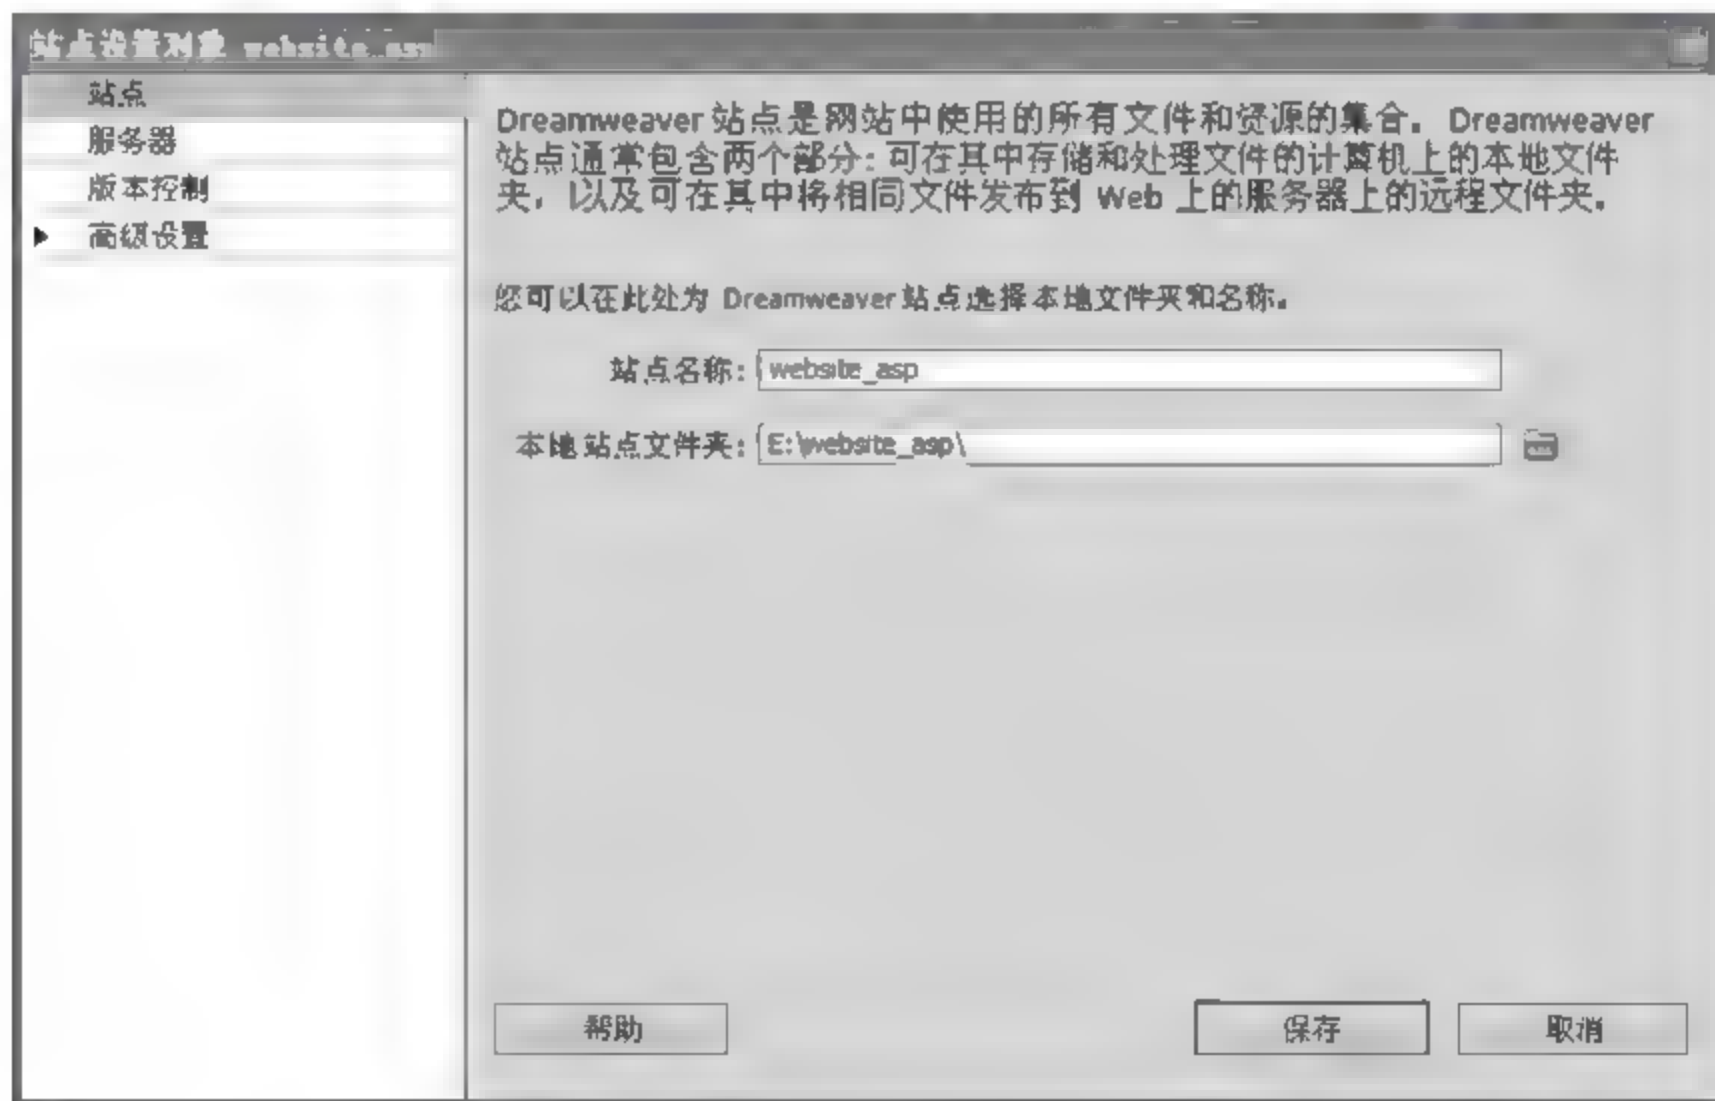 站点设置对象 website_asp
站点
服务器
版本控制
高级设置
Dreamweaver 站点是网站中使用的所有文件和资源的集合。 Dreamweaver
站点通常包含两个部分: 可在其中存储和处理文件的计算机上的本地文件
夹, 以及可在其中将相同文件发布到 Web 上的服务器上的远程文件夹。
您可以在此处为 Dreamweaver 站点选择本地文件夹和名称。
站点名称: website_asp
本地站点文件夹: E:\website_asp\
帮助
保存
取消